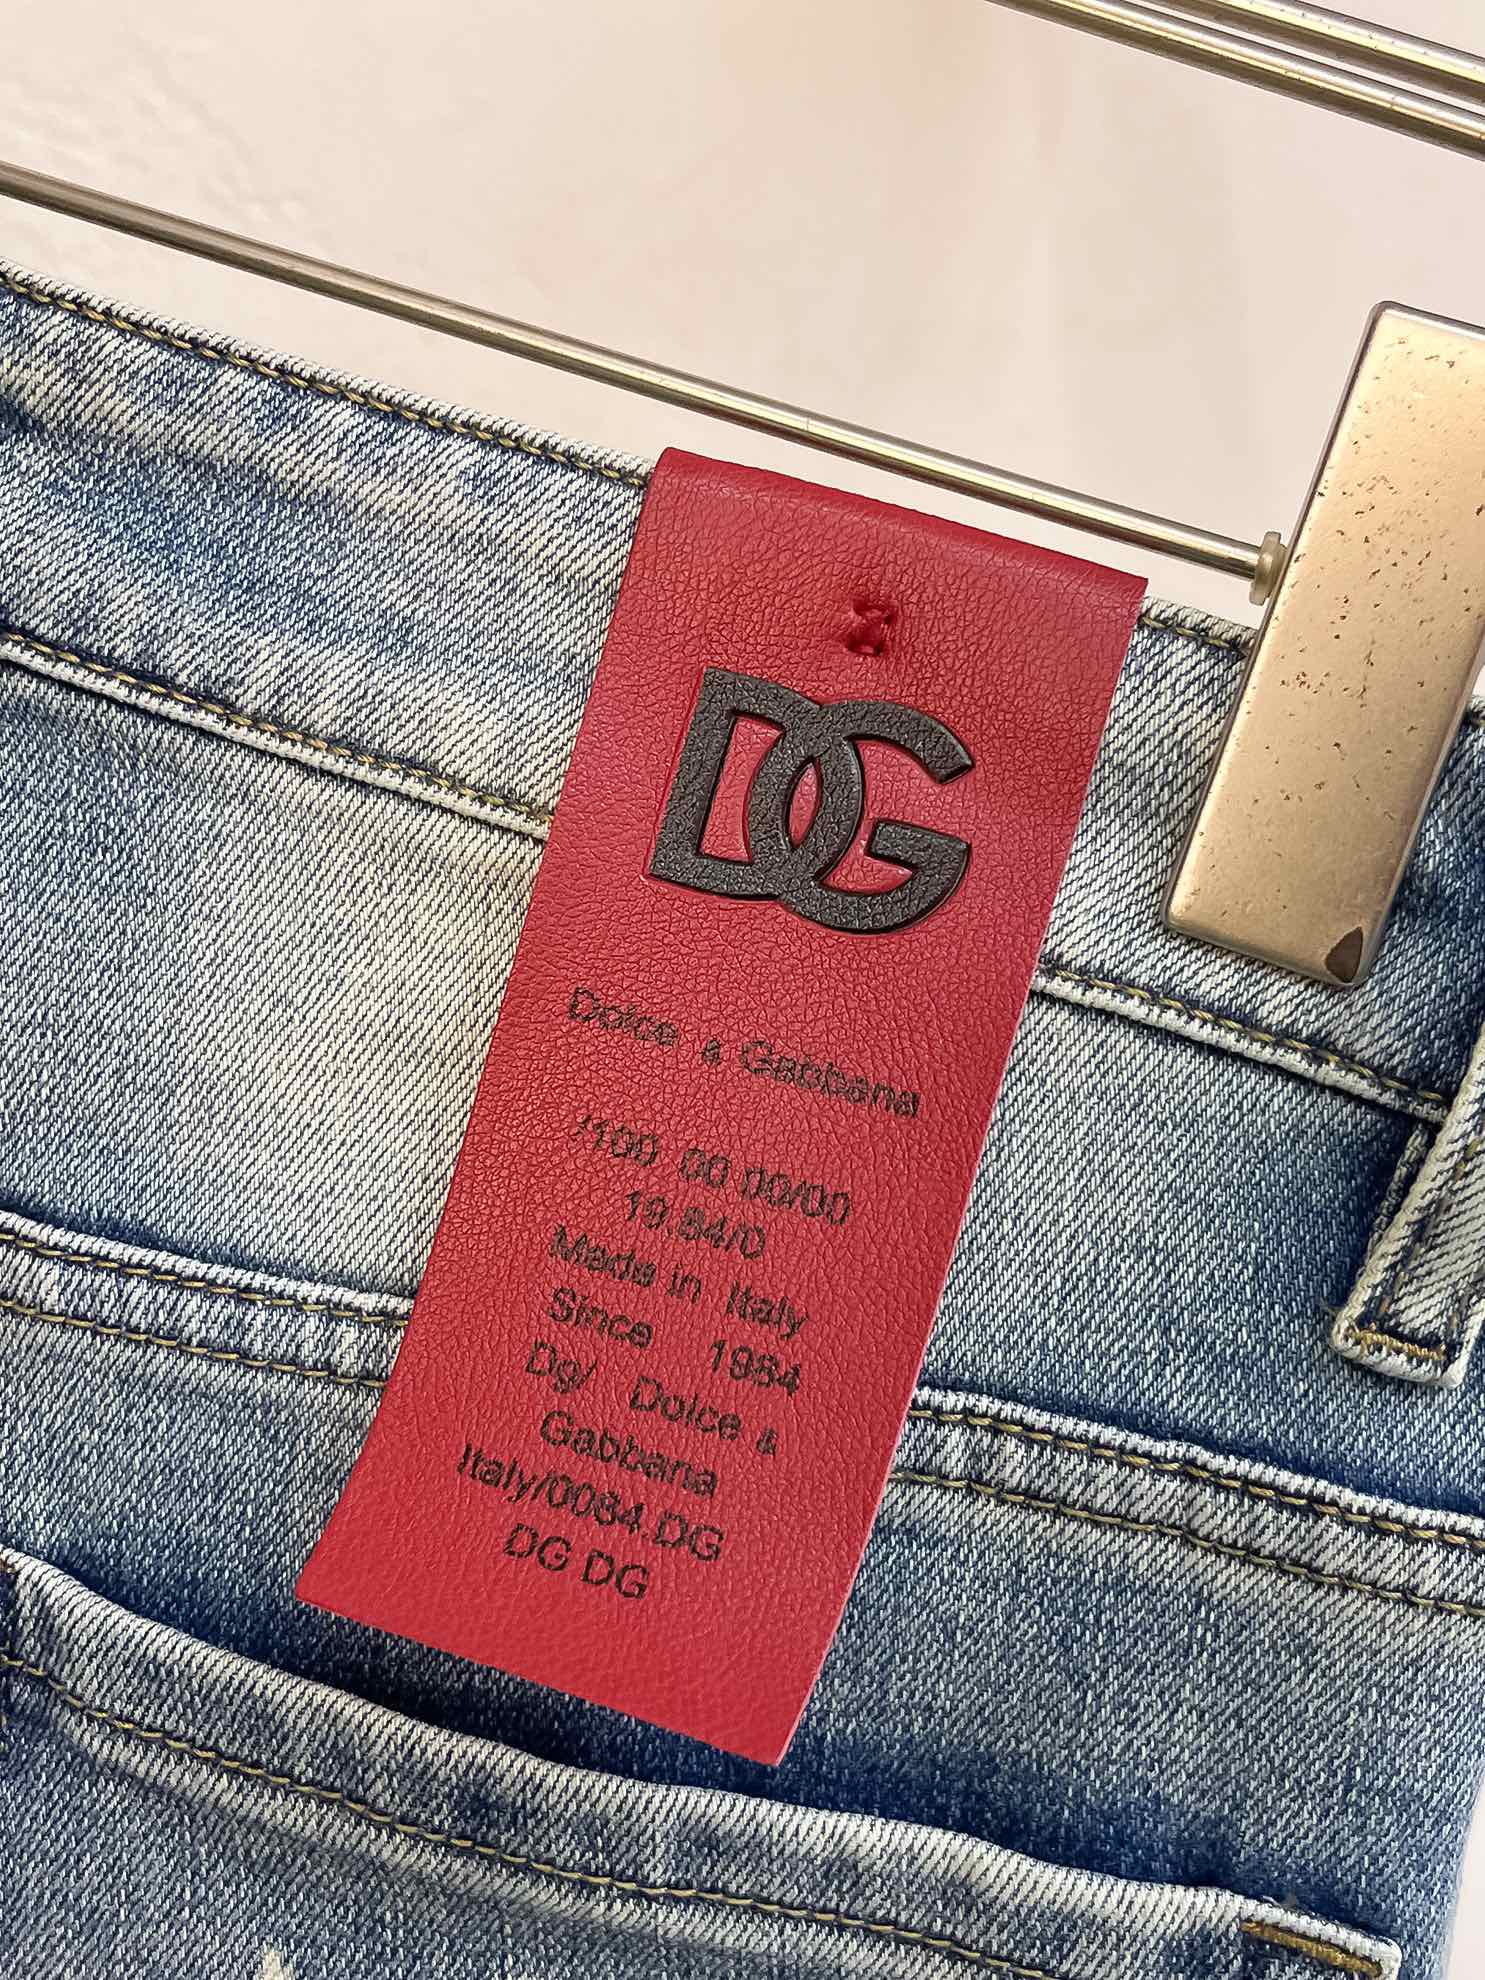 DG
Dolce & Gabbana
/100 00 00/00
19.84/0
Made in Italy
Since 1984
Dg/ Dolce &
Gabbana
Italy/0084.DG
DG DG